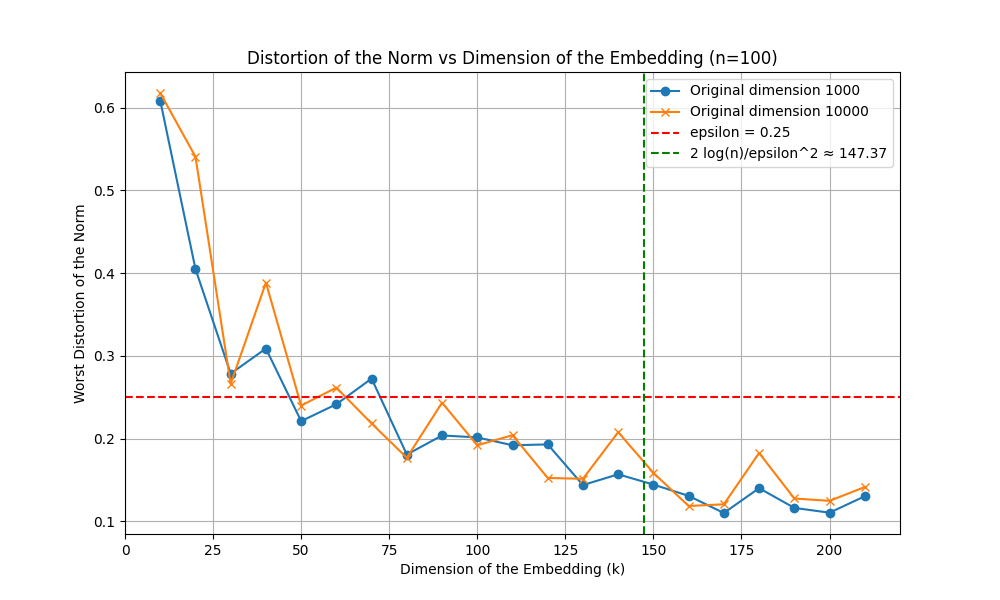 Distortion of the Norm vs Dimension of the Embedding (n=100)
Original dimension 1000
Original dimension 10000
epsilon = 0.25
2 log(n)/epsilon^2 ≈ 147.37
Worst Distortion of the Norm
0.6
0.5
0.4
0.3
0.2
0.1
0 25 50 75 100 125 150 175 200
Dimension of the Embedding (k)